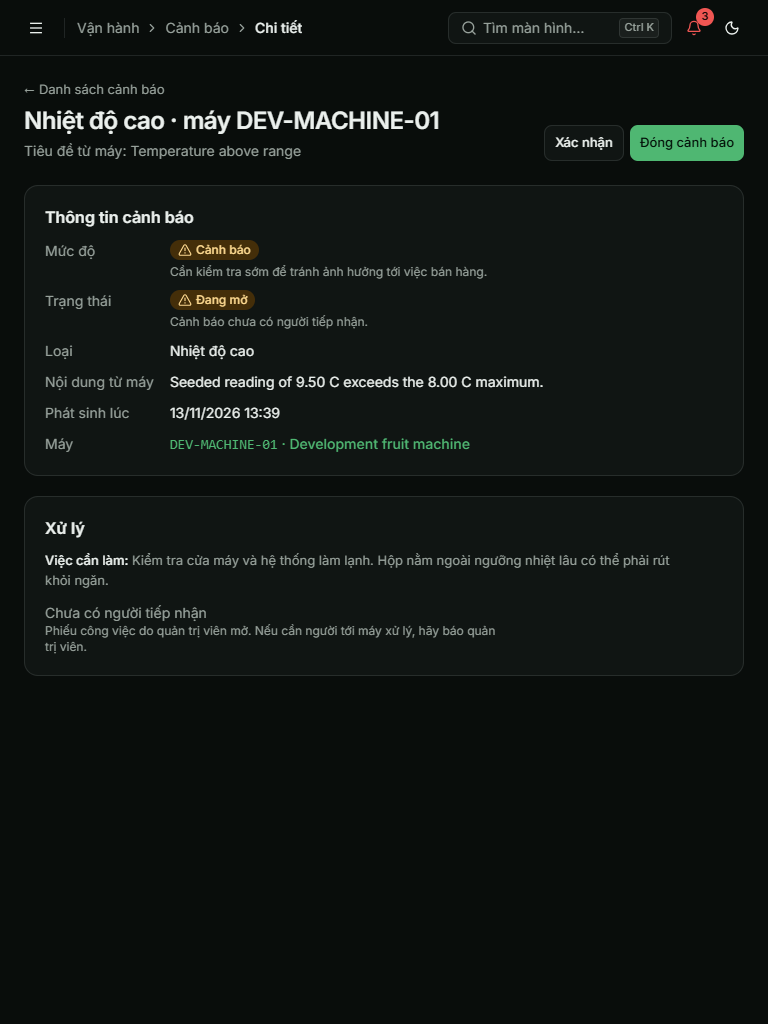 Vận hành > Cảnh báo > Chi tiết
Tìm màn hình...
Ctrl K
3
← Danh sách cảnh báo
Nhiệt độ cao · máy DEV-MACHINE-01
Tiêu đề từ máy: Temperature above range
Xác nhận
Đóng cảnh báo
Thông tin cảnh báo
Mức độ
Cảnh báo
Cần kiểm tra sớm để tránh ảnh hưởng tới việc bán hàng.
Trạng thái
Đang mở
Cảnh báo chưa có người tiếp nhận.
Loại
Nhiệt độ cao
Nội dung từ máy
Seeded reading of 9.50 C exceeds the 8.00 C maximum.
Phát sinh lúc
13/11/2026 13:39
Máy
DEV-MACHINE-01 · Development fruit machine
Xử lý
Việc cần làm: Kiểm tra cửa máy và hệ thống làm lạnh. Hộp nằm ngoài ngưỡng nhiệt lâu có thể phải rút
khỏi ngăn.
Chưa có người tiếp nhận
Phiếu công việc do quản trị viên mở. Nếu cần người tới máy xử lý, hãy báo quản
trị viên.